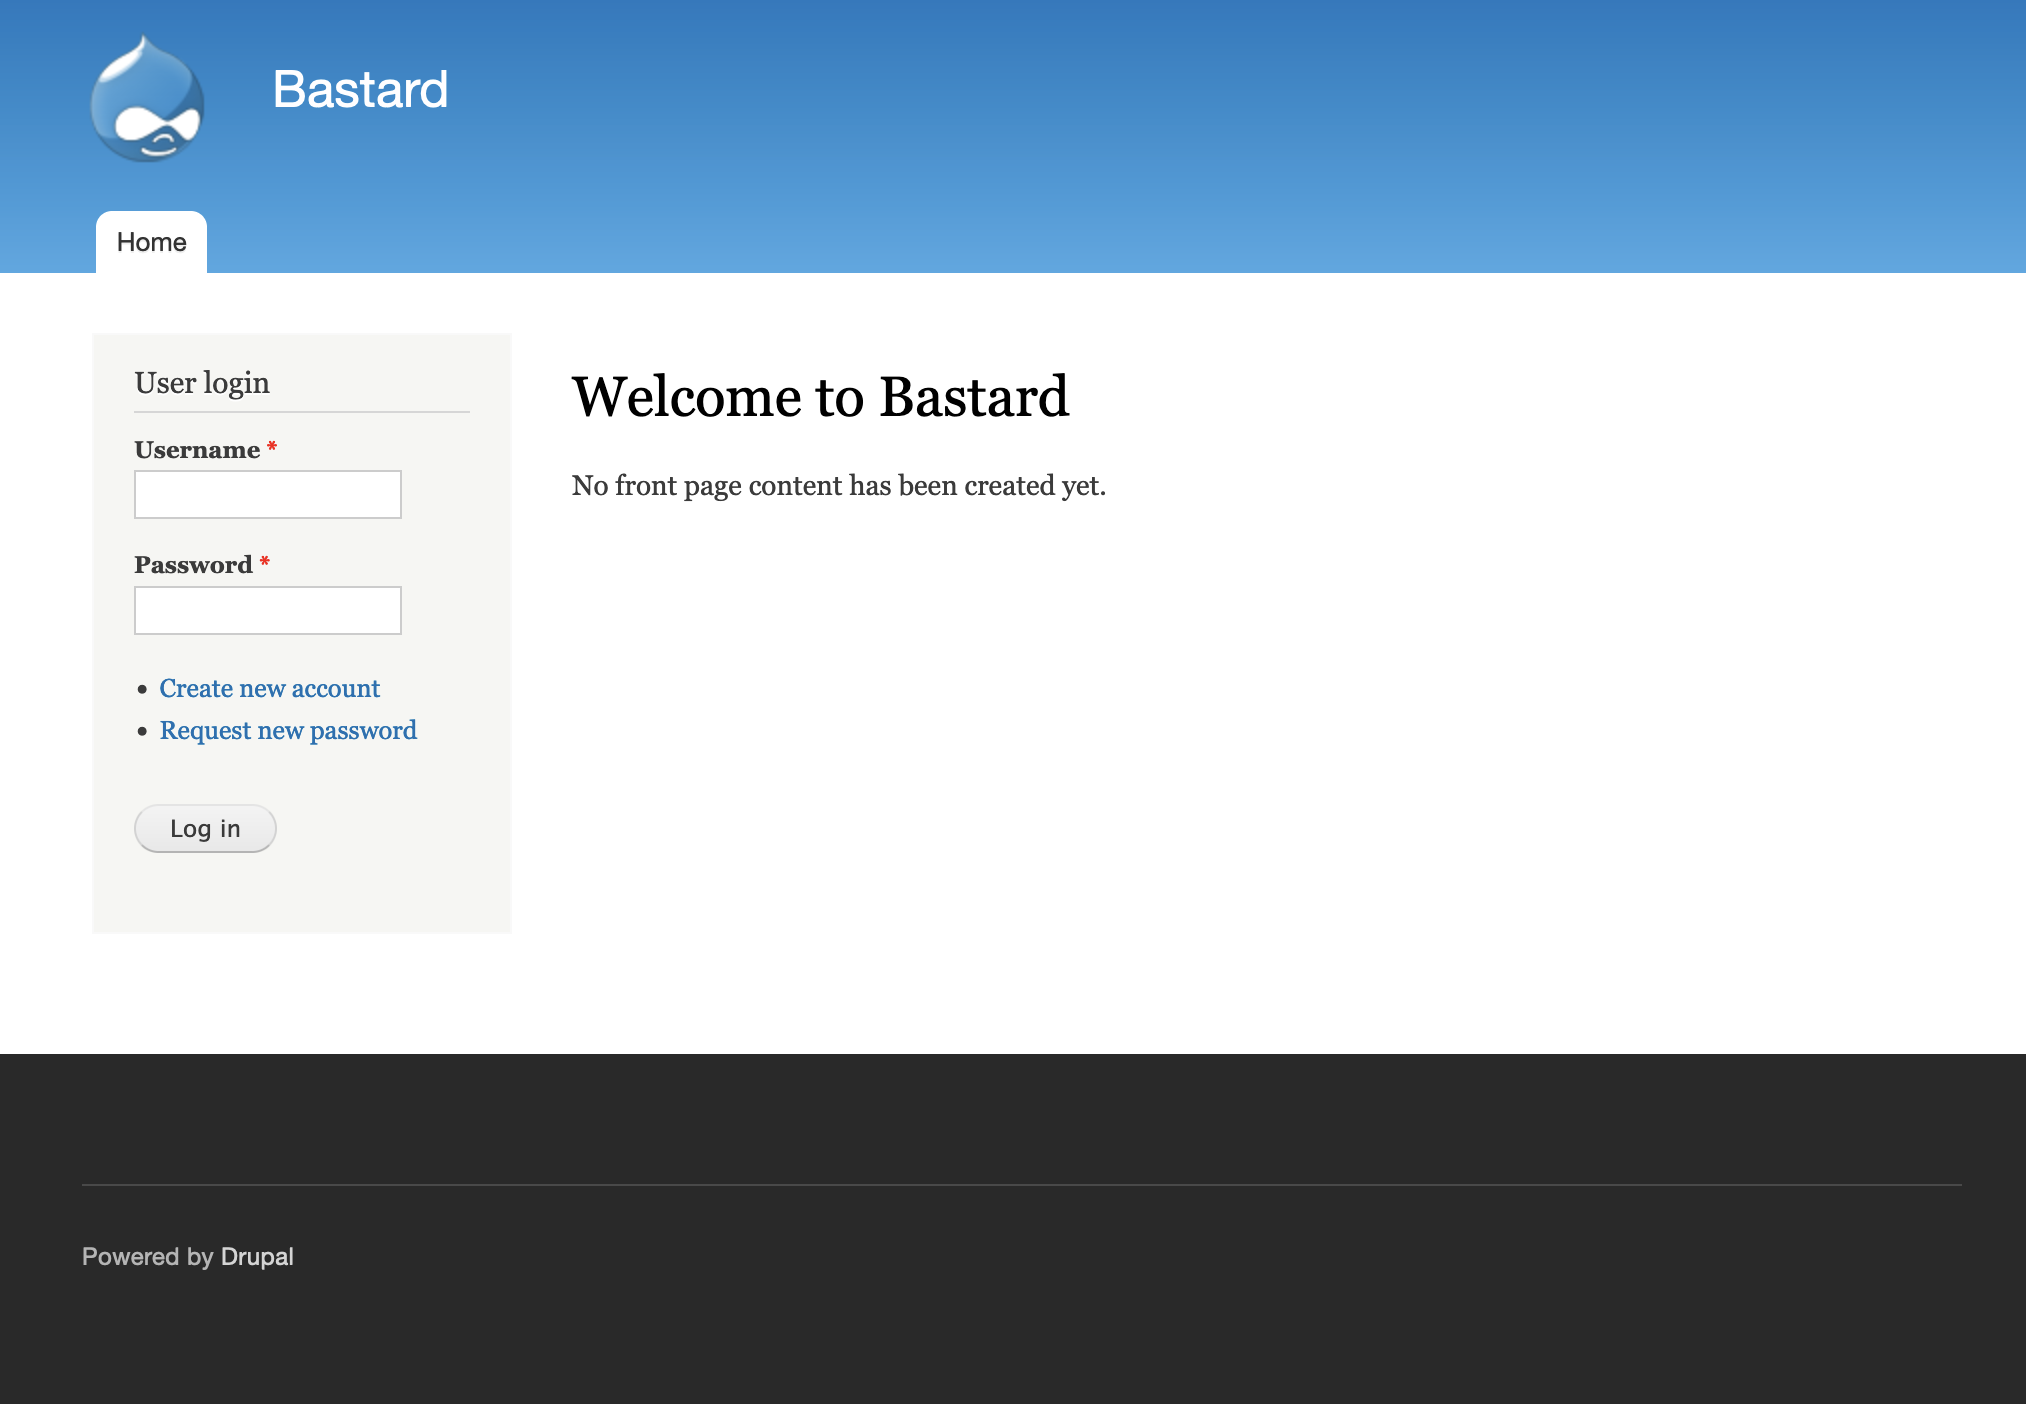 Bastard
Home
User login
Username *
Password *
Create new account
Request new password
Log in
Welcome to Bastard
No front page content has been created yet.
Powered by Drupal